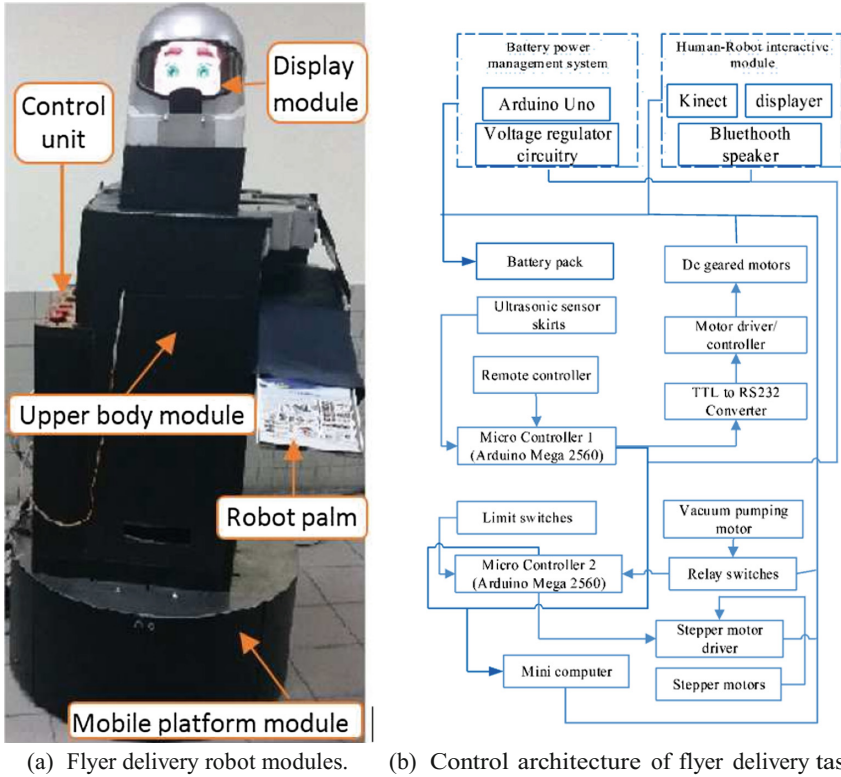 Display
module
Control
unit
Upper body module
Robot palm
Mobile platform module
(a) Flyer delivery robot modules.
Battery power
management system
Arduino Uno
Voltage regulator
circuitry
Human-Robot interactive
module
Kinect
displayer
Bluethooth
speaker
Battery pack
Dc geared motors
Ultrasonic sensor
skirts
Motor driver/
controller
Remote controller
TTL to RS232
Converter
Micro Controller 1
(Arduino Mega 2560)
Limit switches
Vacuum pumping
motor
Micro Controller 2
(Arduino Mega 2560)
Relay switches
Stepper motor
driver
Mini computer
Stepper motors
(b) Control architecture of flyer delivery tas